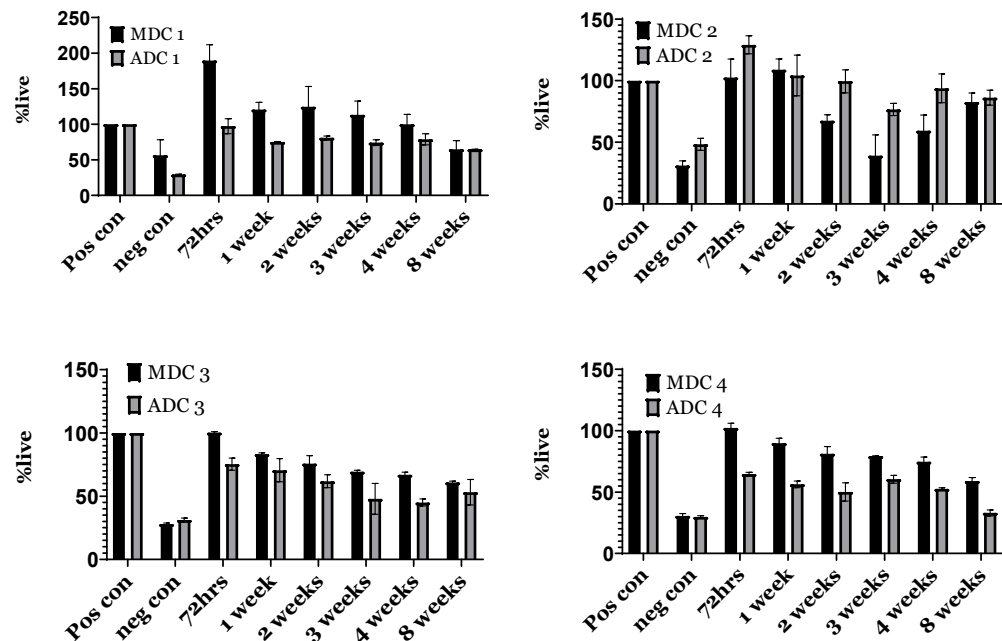 250
200
150
100
50
0
%live
MDC 1
ADC 1
Pos con
neg con
72hrs
1 week
2 weeks
3 weeks
4 weeks
8 weeks
150
100
50
0
%live
MDC 2
ADC 2
Pos con
neg con
72hrs
1 week
2 weeks
3 weeks
4 weeks
8 weeks
150
100
50
0
%live
MDC 3
ADC 3
Pos con
neg con
72hrs
1 week
2 weeks
3 weeks
4 weeks
8 weeks
150
100
50
0
%live
MDC 4
ADC 4
Pos con
neg con
72hrs
1 week
2 weeks
3 weeks
4 weeks
8 weeks